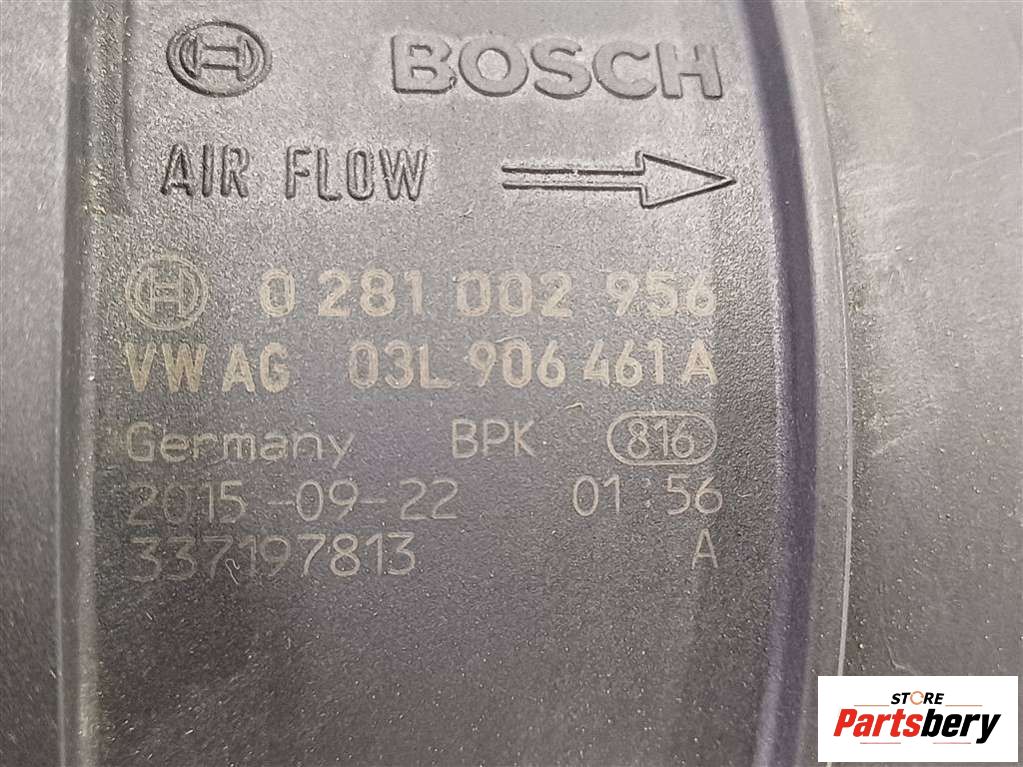 BOSCH
AIR FLOW
0 281 002 956
VW AG 03L 906 461 A
Germany BPK 816
2015-09-22 01:56
337197813 A
STORE
Partsbery